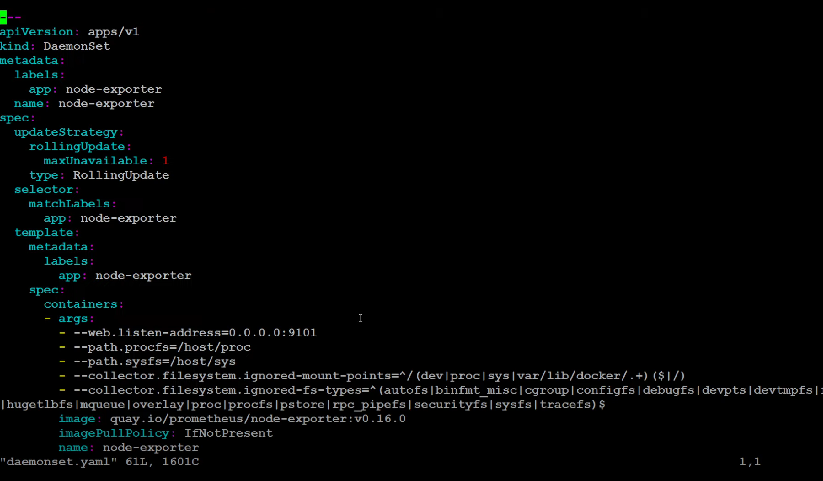 ---
apiVersion: apps/v1
kind: DaemonSet
metadata:
  labels:
    app: node-exporter
  name: node-exporter
spec:
  updateStrategy:
    rollingUpdate:
      maxUnavailable: 1
    type: RollingUpdate
  selector:
    matchLabels:
      app: node-exporter
  template:
    metadata:
      labels:
        app: node-exporter
    spec:
      containers:
      - args:
        - --web.listen-address=0.0.0.0:9101
        - --path.procfs=/host/proc
        - --path.sysfs=/host/sys
        - --collector.filesystem.ignored-mount-points=^/(dev|proc|sys|var/lib/docker/.+)($|/)
        - --collector.filesystem.ignored-fs-types=^(autofs|binfmt_misc|cgroup|configfs|debugfs|devpts|devtmpfs|
|hugetlbfs|mqueue|overlay|proc|procfs|pstore|rpc_pipefs|securityfs|sysfs|tracefs)$
        image: quay.io/prometheus/node-exporter:v0.16.0
        imagePullPolicy: IfNotPresent
        name: node-exporter
"daemonset.yaml" 61L, 1601C 1,1